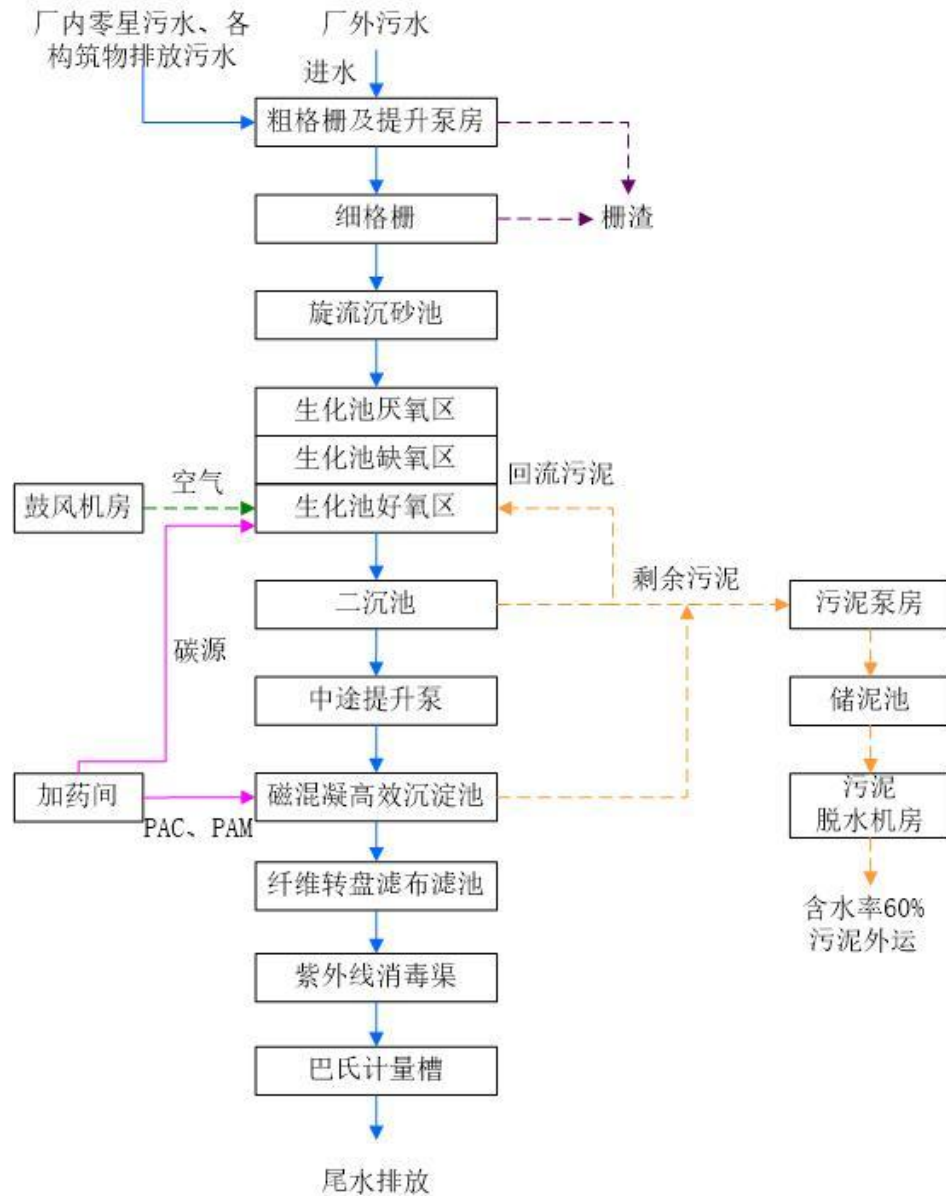 厂内零星污水、各
构筑物排放污水
厂外污水
进水
粗格栅及提升泵房
细格栅
栅渣
旋流沉砂池
生化池厌氧区
生化池缺氧区
回流污泥
空气
鼓风机房
生化池好氧区
剩余污泥
二沉池
污泥泵房
碳源
中途提升泵
储泥池
加药间
磁混凝高效沉淀池
污泥
脱水机房
PAC、PAM
纤维转盘滤布滤池
含水率60%
污泥外运
紫外线消毒渠
巴氏计量槽
尾水排放